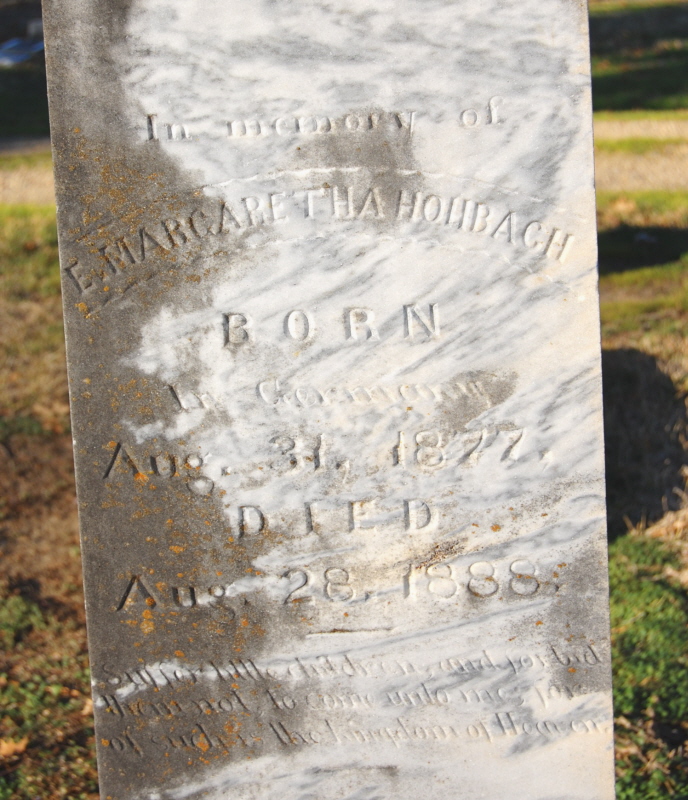 In memory of
E. MARGARETHA HOHBACH
BORN
In Germany
Aug. 31, 1877.
DIED
Aug. 28, 1888.
Suffer little children, and forbid
them not to come unto me; for
of such is the kingdom of Heaven.